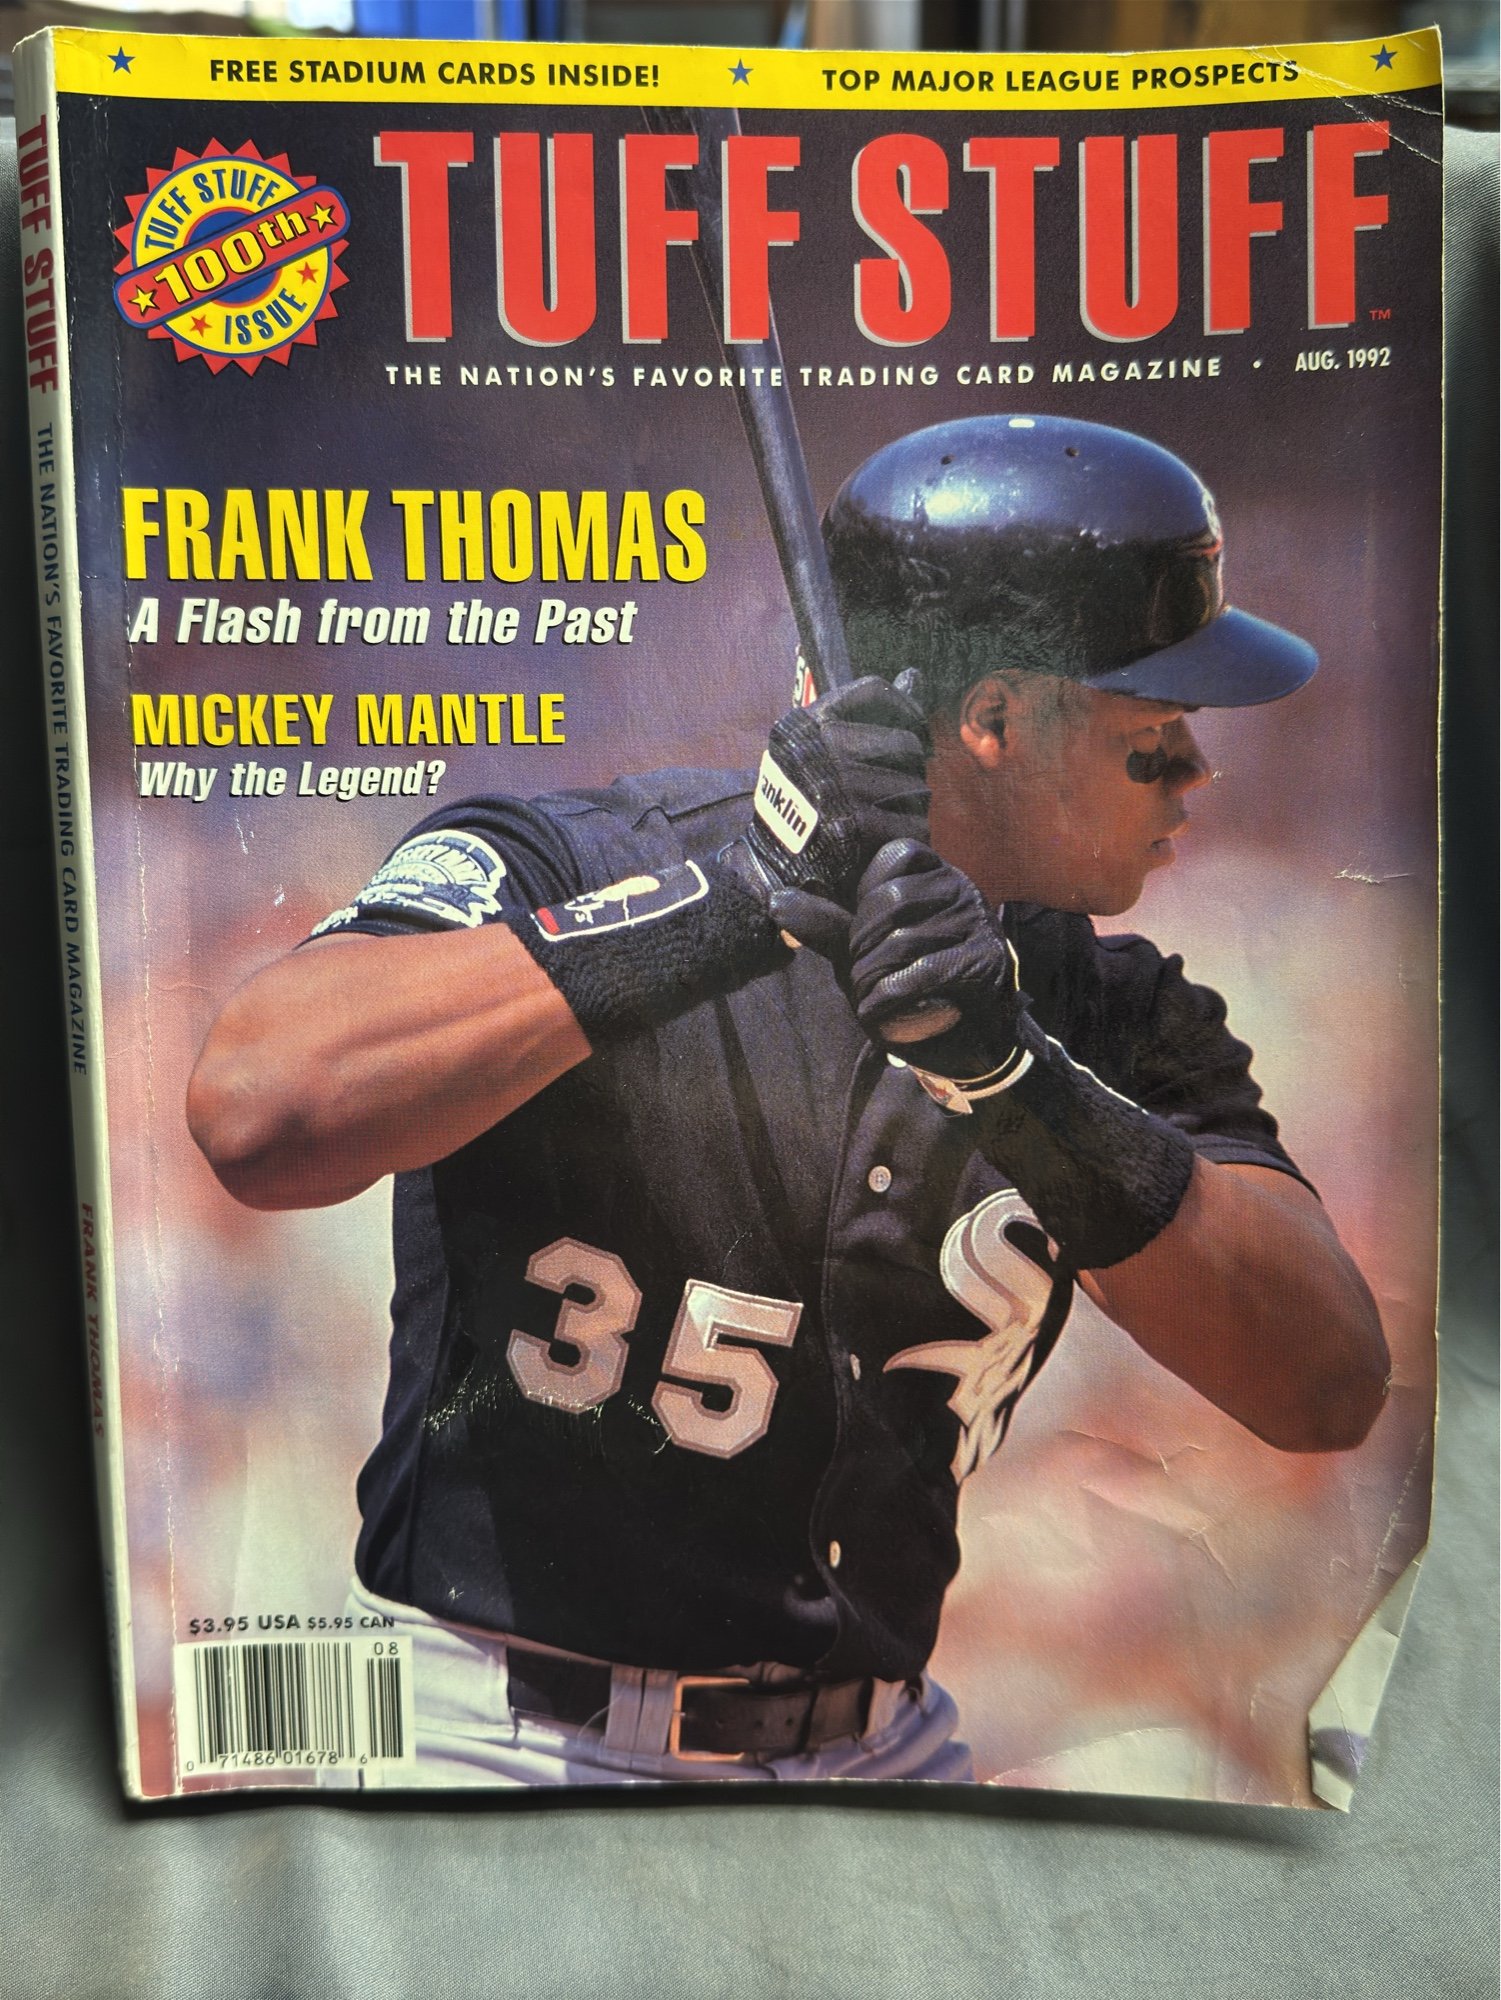 FREE STADIUM CARDS INSIDE! TOP MAJOR LEAGUE PROSPECTS
TUFF STUFF
100th
ISSUE
TUFF STUFF
TM
THE NATION'S FAVORITE TRADING CARD MAGAZINE • AUG. 1992
FRANK THOMAS
A Flash from the Past
MICKEY MANTLE
Why the Legend?
anklin
35
Sox
$3.95 USA $5.95 CAN
08
0 71486 01678 6
TUFF STUFF THE NATION'S FAVORITE TRADING CARD MAGAZINE FRANK THOMAS